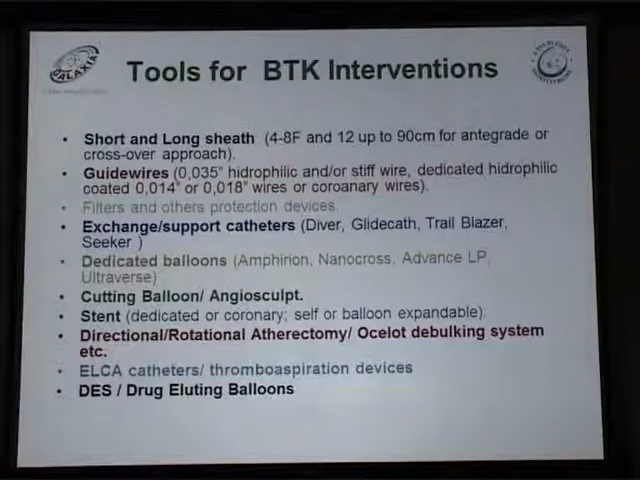 GALAXIA
Tools for BTK Interventions
• Short and Long sheath (4-8F and 12 up to 90cm for antegrade or
cross-over approach).
• Guidewires (0,035" hidrophilic and/or stiff wire, dedicated hidrophilic
coated 0,014" or 0,018" wires or coroanary wires).
• Filters and others protection devices.
• Exchange/support catheters (Diver, Glidecath, Trail Blazer,
Seeker )
• Dedicated balloons (Amphirion, Nanocross, Advance LP,
Ultraverse)
• Cutting Balloon/ Angiosculpt.
• Stent (dedicated or coronary; self or balloon expandable).
• Directional/Rotational Atherectomy/ Ocelot debulking system
etc.
• ELCA catheters/ thromboaspiration devices
• DES / Drug Eluting Balloons